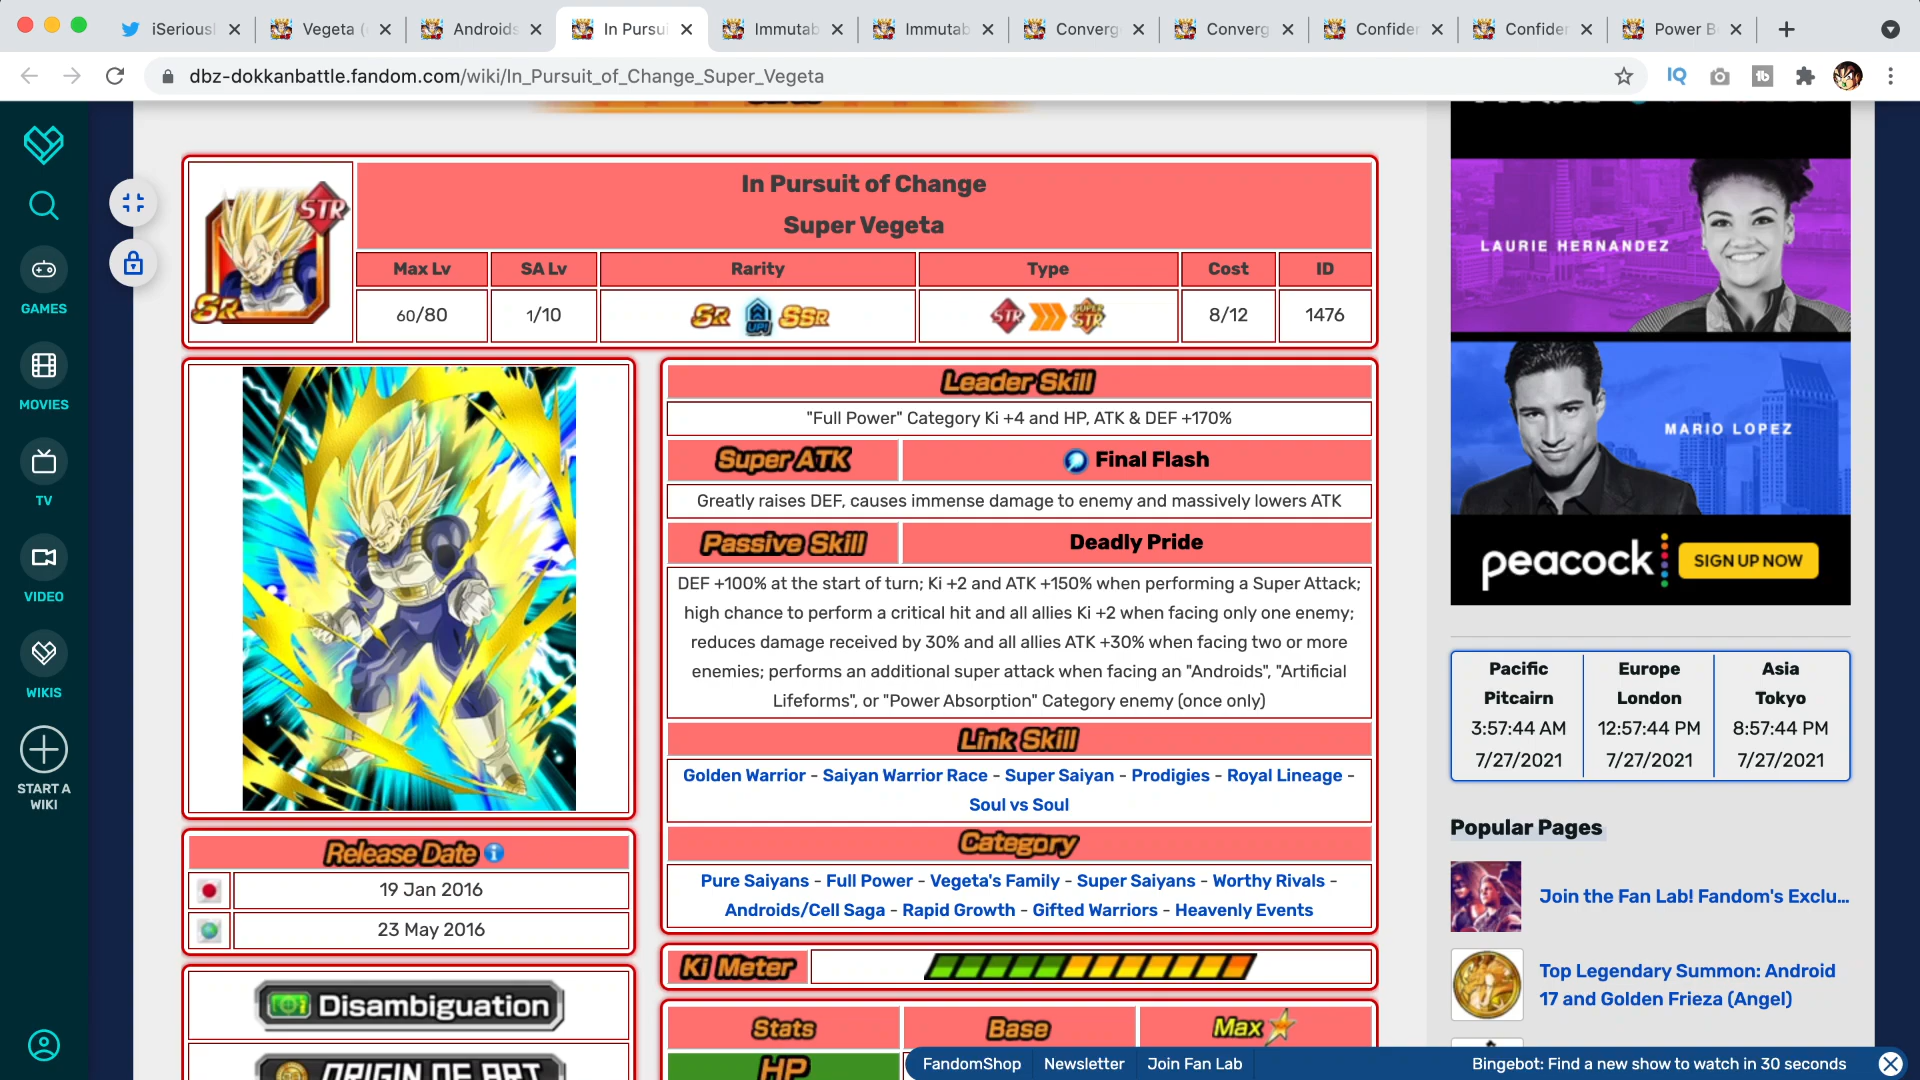 iSerious
Vegeta (
Androids
In Pursui
Immutab
Immutab
Converg
Converg
Confider
Confider
Power B
dbz-dokkanbattle.fandom.com/wiki/In_Pursuit_of_Change_Super_Vegeta
IQ
tb
GAMES
MOVIES
TV
VIDEO
WIKIS
START A
WIKI
STR
SR
In Pursuit of Change
Super Vegeta
Max Lv SA Lv Rarity Type Cost ID
60/80 1/10 SR UP! SSR STR SUPER STR 8/12 1476
Leader Skill
"Full Power" Category Ki +4 and HP, ATK & DEF +170%
Super ATK Final Flash
Greatly raises DEF, causes immense damage to enemy and massively lowers ATK
Passive Skill Deadly Pride
DEF +100% at the start of turn; Ki +2 and ATK +150% when performing a Super Attack;
high chance to perform a critical hit and all allies Ki +2 when facing only one enemy;
reduces damage received by 30% and all allies ATK +30% when facing two or more
enemies; performs an additional super attack when facing an "Androids", "Artificial
Lifeforms", or "Power Absorption" Category enemy (once only)
Link Skill
Golden Warrior - Saiyan Warrior Race - Super Saiyan - Prodigies - Royal Lineage -
Soul vs Soul
Category
Pure Saiyans - Full Power - Vegeta's Family - Super Saiyans - Worthy Rivals -
Androids/Cell Saga - Rapid Growth - Gifted Warriors - Heavenly Events
Ki Meter
Stats Base Max
HP
Release Date
19 Jan 2016
23 May 2016
Disambiguation
ORIGIN OF ART
LAURIE HERNANDEZ
MARIO LOPEZ
peacock SIGN UP NOW
Pacific Europe Asia
Pitcairn London Tokyo
3:57:44 AM 12:57:44 PM 8:57:44 PM
7/27/2021 7/27/2021 7/27/2021
Popular Pages
Join the Fan Lab! Fandom's Exclu...
Top Legendary Summon: Android
17 and Golden Frieza (Angel)
FandomShop Newsletter Join Fan Lab Bingebot: Find a new show to watch in 30 seconds